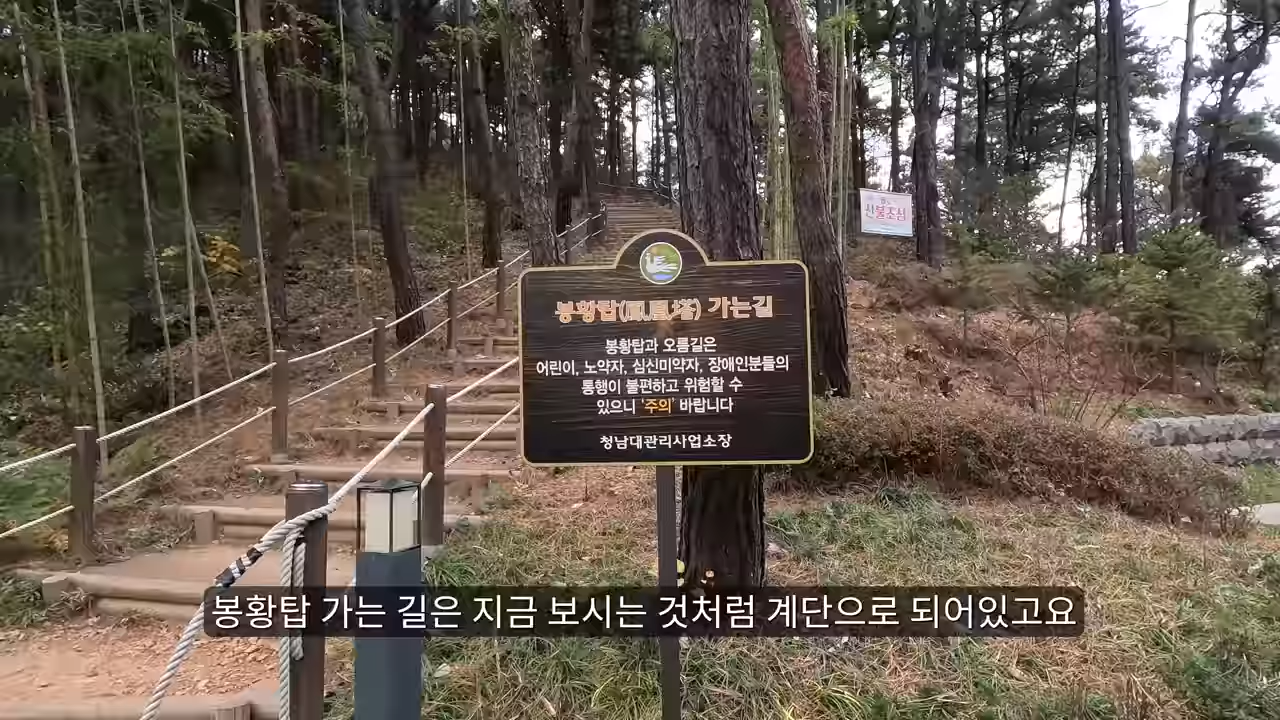 산불조심
봉황탑(鳳凰塔) 가는길
봉황탑과 오름길은
어린이, 노약자, 심신미약자, 장애인분들의
통행이 불편하고 위험할 수
있으니 '주의' 바랍니다
청남대관리사업소장
봉황탑 가는 길은 지금 보시는 것처럼 계단으로 되어있고요